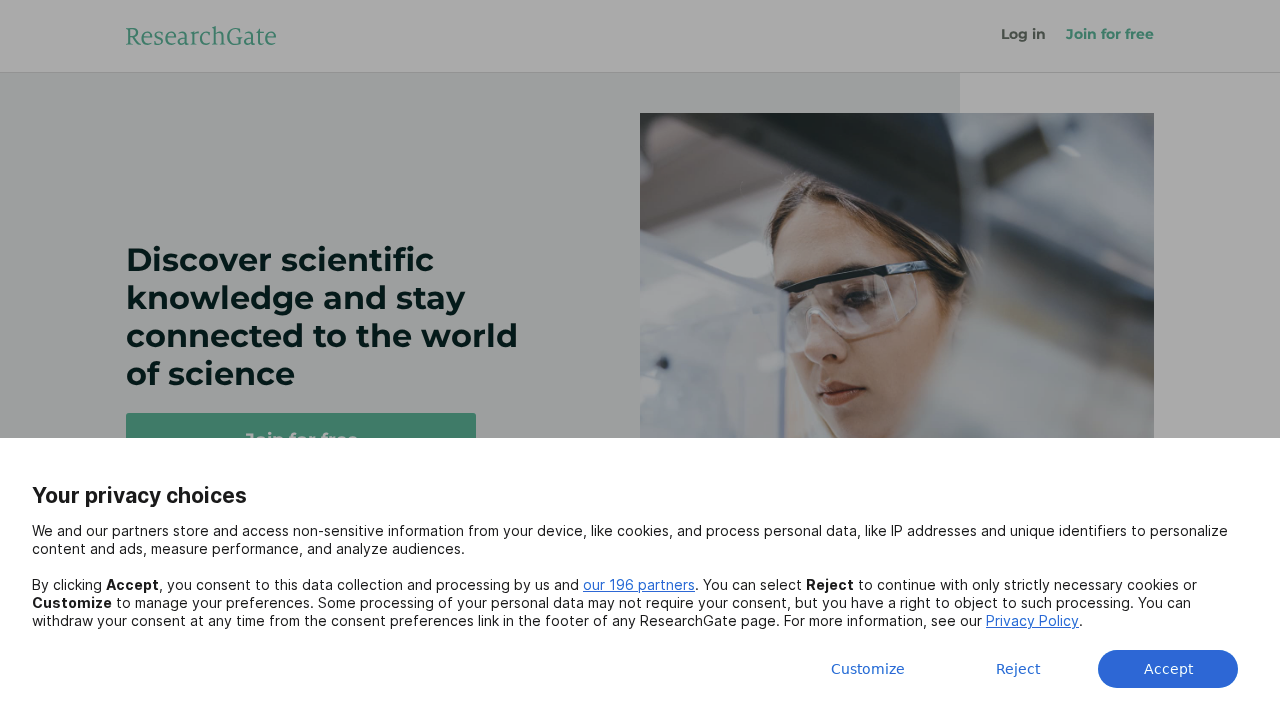 ResearchGate
Log in
Join for free
Discover scientific
knowledge and stay
connected to the world
of science
Join for free
Your privacy choices
We and our partners store and access non-sensitive information from your device, like cookies, and process personal data, like IP addresses and unique identifiers to personalize
content and ads, measure performance, and analyze audiences.
By clicking Accept, you consent to this data collection and processing by us and our 196 partners. You can select Reject to continue with only strictly necessary cookies or
Customize to manage your preferences. Some processing of your personal data may not require your consent, but you have a right to object to such processing. You can
withdraw your consent at any time from the consent preferences link in the footer of any ResearchGate page. For more information, see our Privacy Policy.
Customize
Reject
Accept